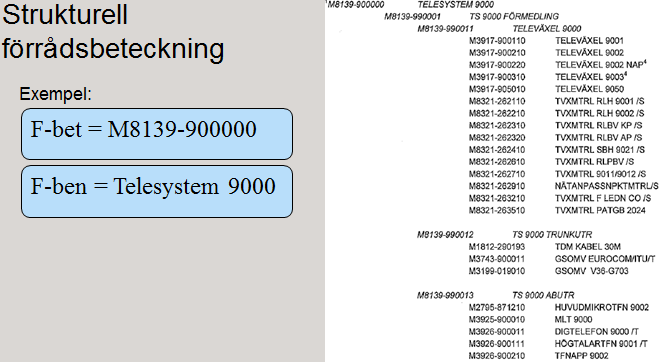 Strukturell
förrådsbeteckning
Exempel:
F-bet = M8139-900000
F-ben = Telesystem 9000
M8139-900000 TELESYSTEM 9000
M8139-990001 TS 9000 FÖRMEDLING
M8139-990011 TELEVÄXEL 9000
M3917-900110 TELEVÄXEL 9001
M3917-900210 TELEVÄXEL 9002
M3917-900220 TELEVÄXEL 9002 NAP⁴
M3917-900310 TELEVÄXEL 9003⁴
M3917-905010 TELEVÄXEL 9050
M8321-262110 TVXMTRL RLH 9001 /S
M8321-262210 TVXMTRL RLH 9002 /S
M8321-262310 TVXMTRL RLBV KP /S
M8321-262320 TVXMTRL RLBV AP /S
M8321-262410 TVXMTRL SBH 9021 /S
M8321-262610 TVXMTRL RLPBV /S
M8321-262710 TVXMTRL 9011/9012 /S
M8321-262910 NÄTANPASSNPKTMTRL/S
M8321-263210 TVXMTRL F LEDN CO /S
M8321-263510 TVXMTRL PATGB 2024
M8139-990012 TS 9000 TRUNKUTR
M1812-290193 TDM KABEL 30M
M3743-900011 GSOMV EUROCOM/ITU/T
M3199-019010 GSOMV V36-G703
M8139-990013 TS 9000 ABUTR
M2795-871210 HUVUDMIKROTFN 9002
M3925-900010 MLT 9000
M3926-900011 DIGTELEFON 9000 /T
M3926-900111 HÖGTALARTFN 9001 /T
M3926-900210 TFNAPP 9002